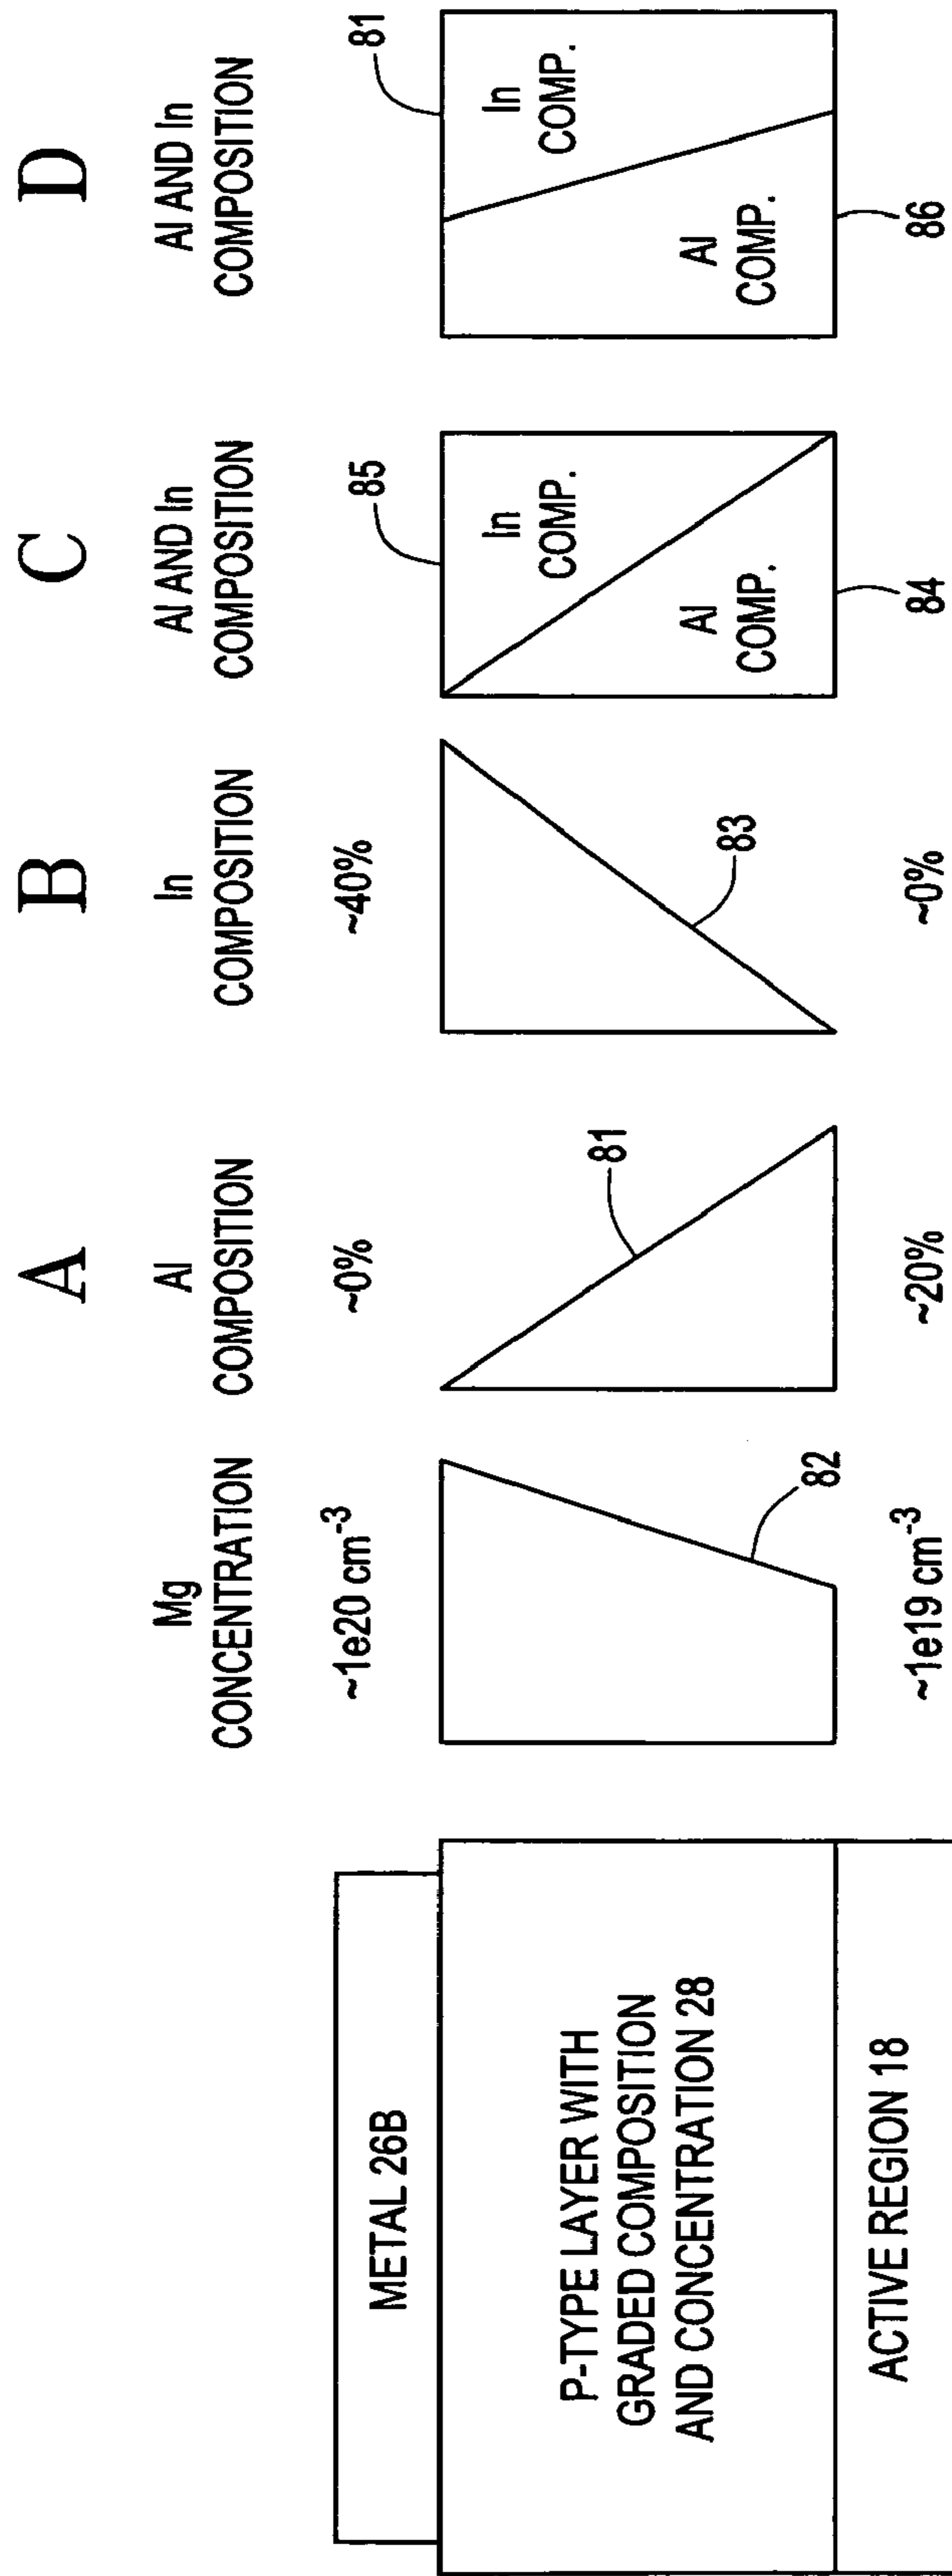 A
B
C
D
Mg
CONCENTRATION
Al
COMPOSITION
In
COMPOSITION
Al AND In
COMPOSITION
Al AND In
COMPOSITION
~1e20 cm⁻³
~0%
~40%
85
81
METAL 26B
P-TYPE LAYER WITH
GRADED COMPOSITION
AND CONCENTRATION 28
ACTIVE REGION 18
82
81
83
In
COMP.
Al
COMP.
In
COMP.
Al
COMP.
~1e19 cm⁻³
~20%
~0%
84
86